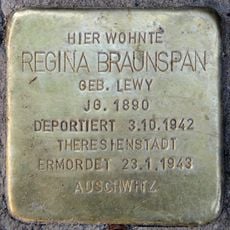 HIER WOHNTE
REGINA BRAUNSPAN
GEB. LEWY
JG. 1890
DEPORTIERT 3.10.1942
THERESIENSTADT
ERMORDET 23.1.1943
AUSCHWITZ